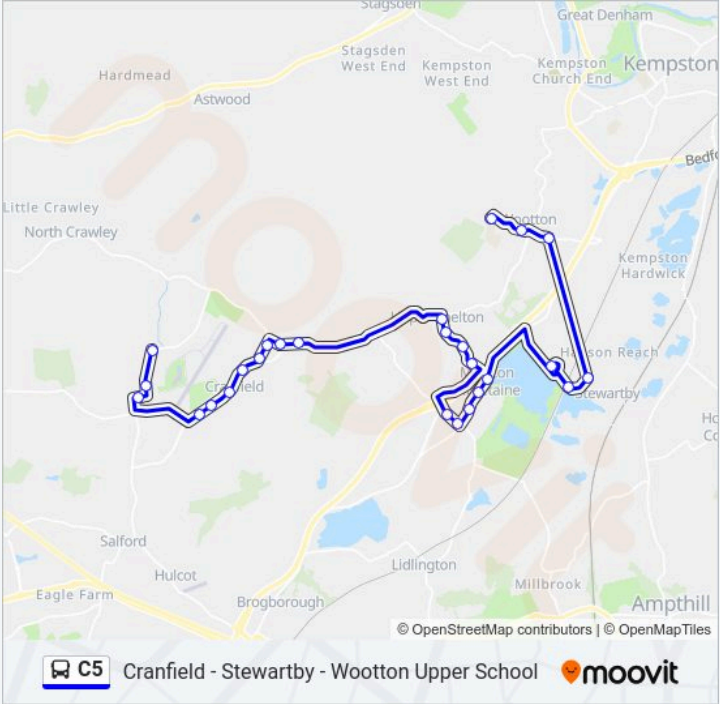 Stagsden
Great Denham
Stagsden
West End
Kempston
West End
Kempston
Church End
Kempston
Hardmead
Astwood
Bedfo
Little Crawley
North Crawley
Wootton
Kempston
Hardwick
Stewartby
Salford
Hulcot
Eagle Farm
Brogborough
Lidlington
Millbrook
Ampthill
moovit
© OpenStreetMap contributors | © OpenMapTiles
C5 Cranfield - Stewartby - Wootton Upper School moovit